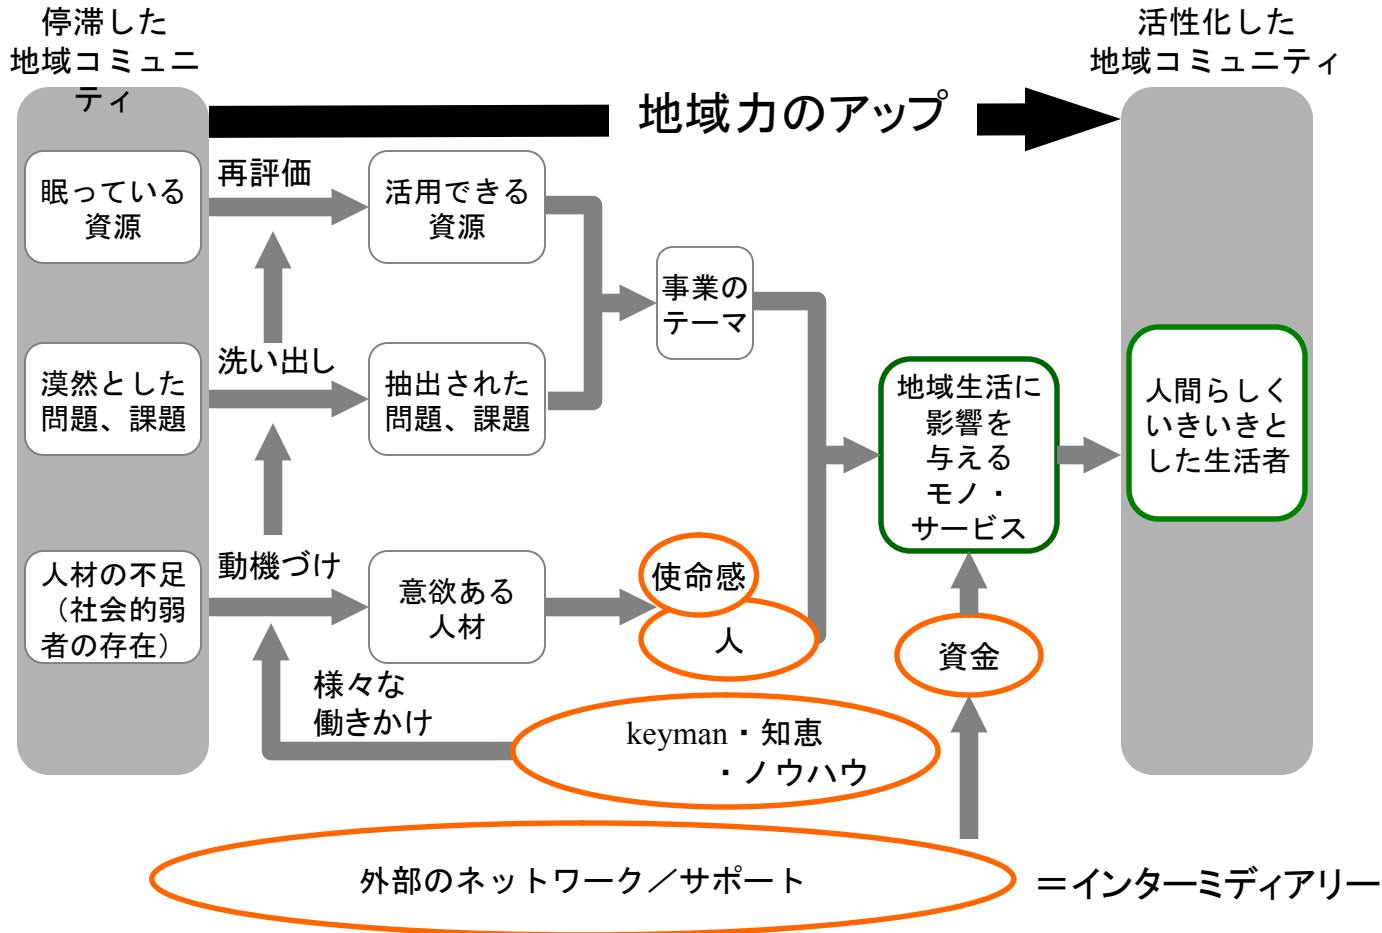 停滞した
地域コミュニ
ティ
活性化した
地域コミュニティ
地域力のアップ
眠っている
資源
再評価
活用できる
資源
事業の
テーマ
漠然とした
問題、課題
洗い出し
抽出された
問題、課題
地域生活に
影響を
与える
モノ・
サービス
人間らしく
いきいきと
した生活者
人材の不足
（社会的弱
者の存在）
動機づけ
意欲ある
人材
使命感
人
資金
様々な
働きかけ
keyman・知恵
・ノウハウ
外部のネットワーク／サポート
＝インターミディアリー